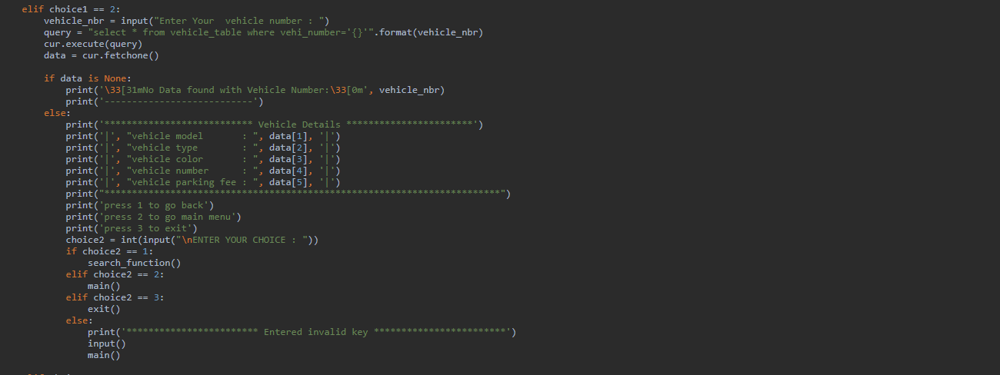 elif choice1 == 2:
    vehicle_nbr = input("Enter Your  vehicle number : ")
    query = "select * from vehicle_table where vehi_number='{}'".format(vehicle_nbr)
    cur.execute(query)
    data = cur.fetchone()

    if data is None:
        print('\33[31mNo Data found with Vehicle Number:\33[0m', vehicle_nbr)
        print('---------------------------')
    else:
        print('*************************** Vehicle Details ***********************')
        print('|', "vehicle model       : ", data[1], '|')
        print('|', "vehicle type        : ", data[2], '|')
        print('|', "vehicle color       : ", data[3], '|')
        print('|', "vehicle number      : ", data[4], '|')
        print('|', "vehicle parking fee : ", data[5], '|')
        print("************************************************************************")
        print('press 1 to go back')
        print('press 2 to go main menu')
        print('press 3 to exit')
        choice2 = int(input("\nENTER YOUR CHOICE : "))
        if choice2 == 1:
            search_function()
        elif choice2 == 2:
            main()
        elif choice2 == 3:
            exit()
        else:
            print('************************ Entered invalid key ************************')
            input()
            main()